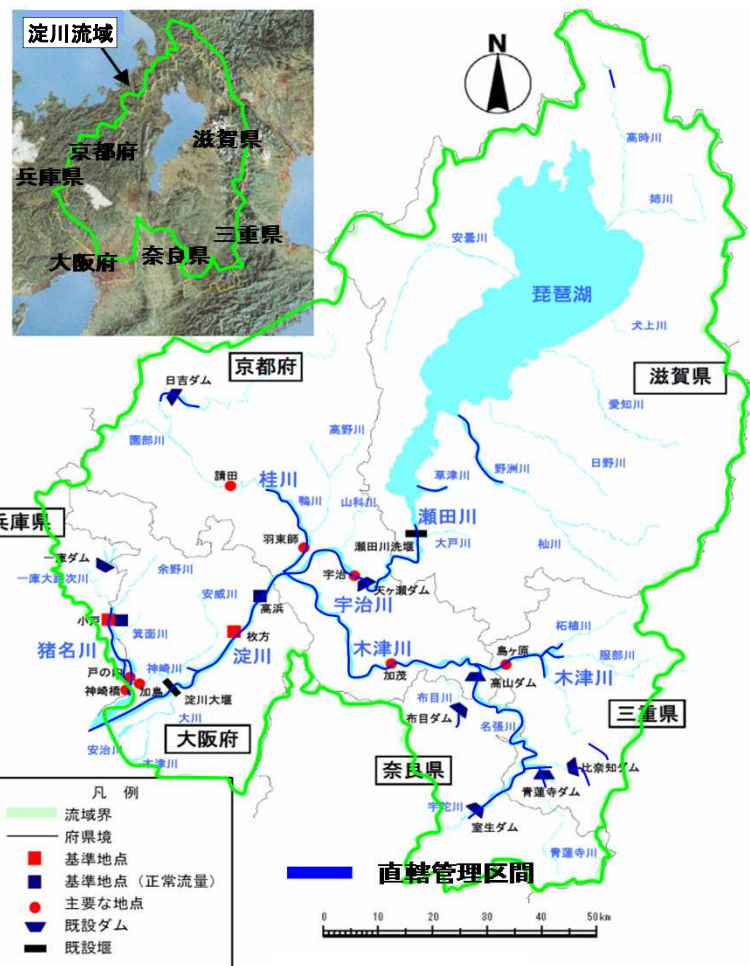 淀川流域
滋賀県
京都府
兵庫県
三重県
奈良県
大阪府
N
高時川
姉川
安曇川
琵琶湖
犬上川
京都府
滋賀県
日吉ダム
愛知川
高野川
園部川
日野川
請田
桂川
草津川
野洲川
鴨川
山科川
瀬田川
兵庫県
羽束師
瀬田川洗堰
大戸川
杣川
一庫ダム
余野川
宇治
天ヶ瀬ダム
一庫大路次川
安威川
高浜
宇治川
小戸
箕面川
枚方
木津川
柘植川
猪名川
淀川
島ヶ原
服部川
戸の内
神崎川
加茂
木津川
神崎橋
加島
淀川大堰
高山ダム
布目川
大川
布目ダム
名張川
三重県
安治川
木津川
大阪府
奈良県
比奈知ダム
青蓮寺ダム
宇陀川
室生ダム
青蓮寺川
凡 例
流域界
府県境
基準地点
基準地点（正常流量）
主要な地点
既設ダム
既設堰
直轄管理区間
0 10 20 30 40 50 km